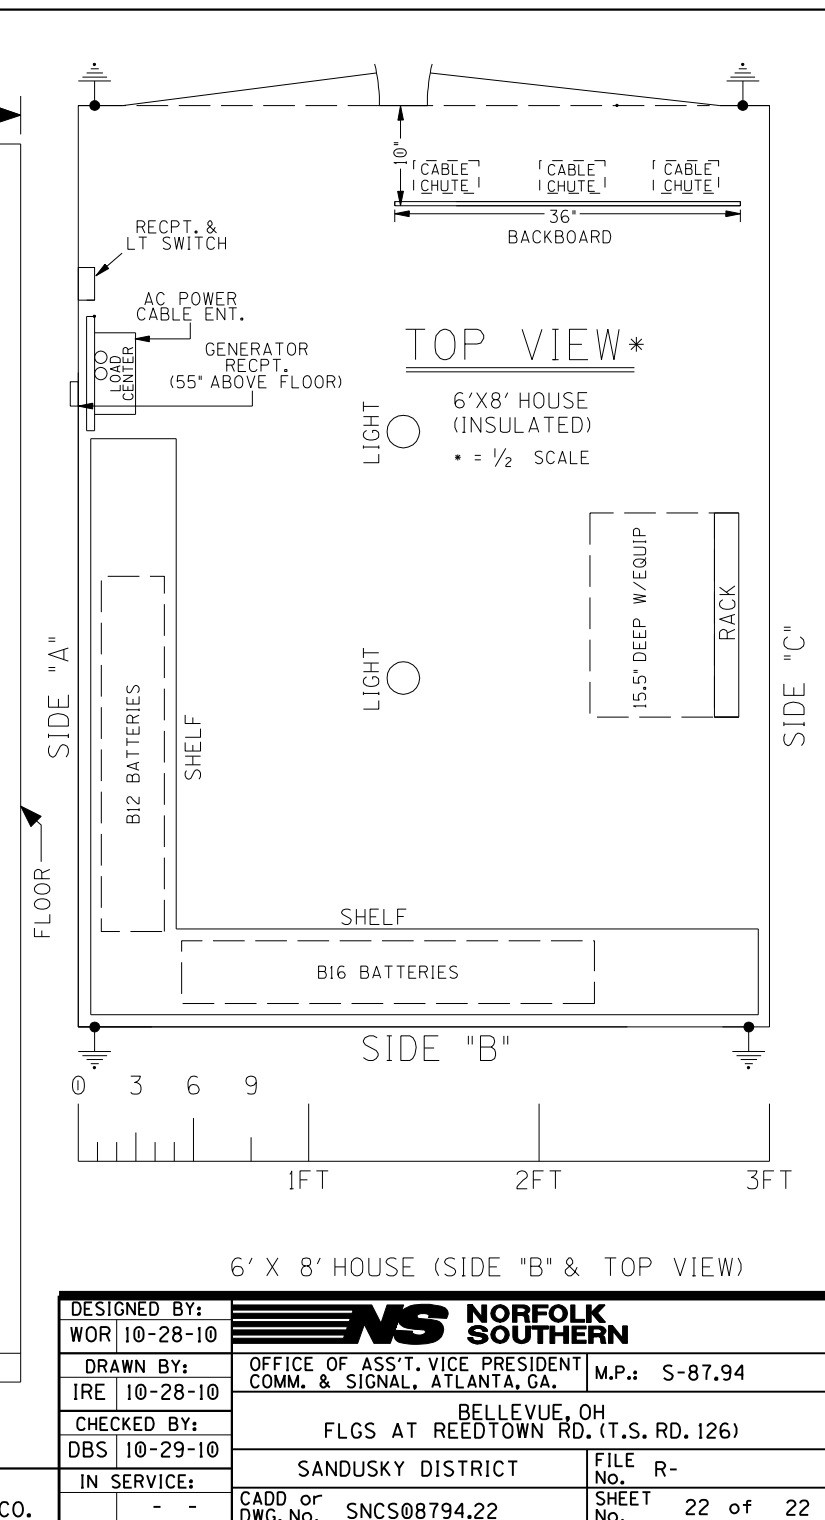 10"
CABLE CHUTE
CABLE CHUTE
CABLE CHUTE
36"
BACKBOARD
RECPT. &
LT SWITCH
AC POWER
CABLE ENT.
LOAD
CENTER
GENERATOR
RECPT.
(55" ABOVE FLOOR)
TOP VIEW*
6'X8' HOUSE
(INSULATED)
* = 1/2 SCALE
LIGHT
15.5" DEEP W/EQUIP
RACK
SIDE "A"
SIDE "C"
LIGHT
B12 BATTERIES
SHELF
FLOOR
SHELF
B16 BATTERIES
SIDE "B"
0 3 6 9
1FT 2FT 3FT
6' X 8' HOUSE (SIDE "B" & TOP VIEW)
DESIGNED BY:
WOR 10-28-10
NS NORFOLK
SOUTHERN
DRAWN BY:
IRE 10-28-10
OFFICE OF ASS'T. VICE PRESIDENT
COMM. & SIGNAL, ATLANTA, GA.
M.P.: S-87.94
CHECKED BY:
DBS 10-29-10
BELLEVUE, OH
FLGS AT REEDTOWN RD. (T.S. RD. 126)
IN SERVICE:
- -
SANDUSKY DISTRICT
FILE
No. R-
CO.
CADD or
DWG. No. SNCS08794.22
SHEET
No. 22 of 22